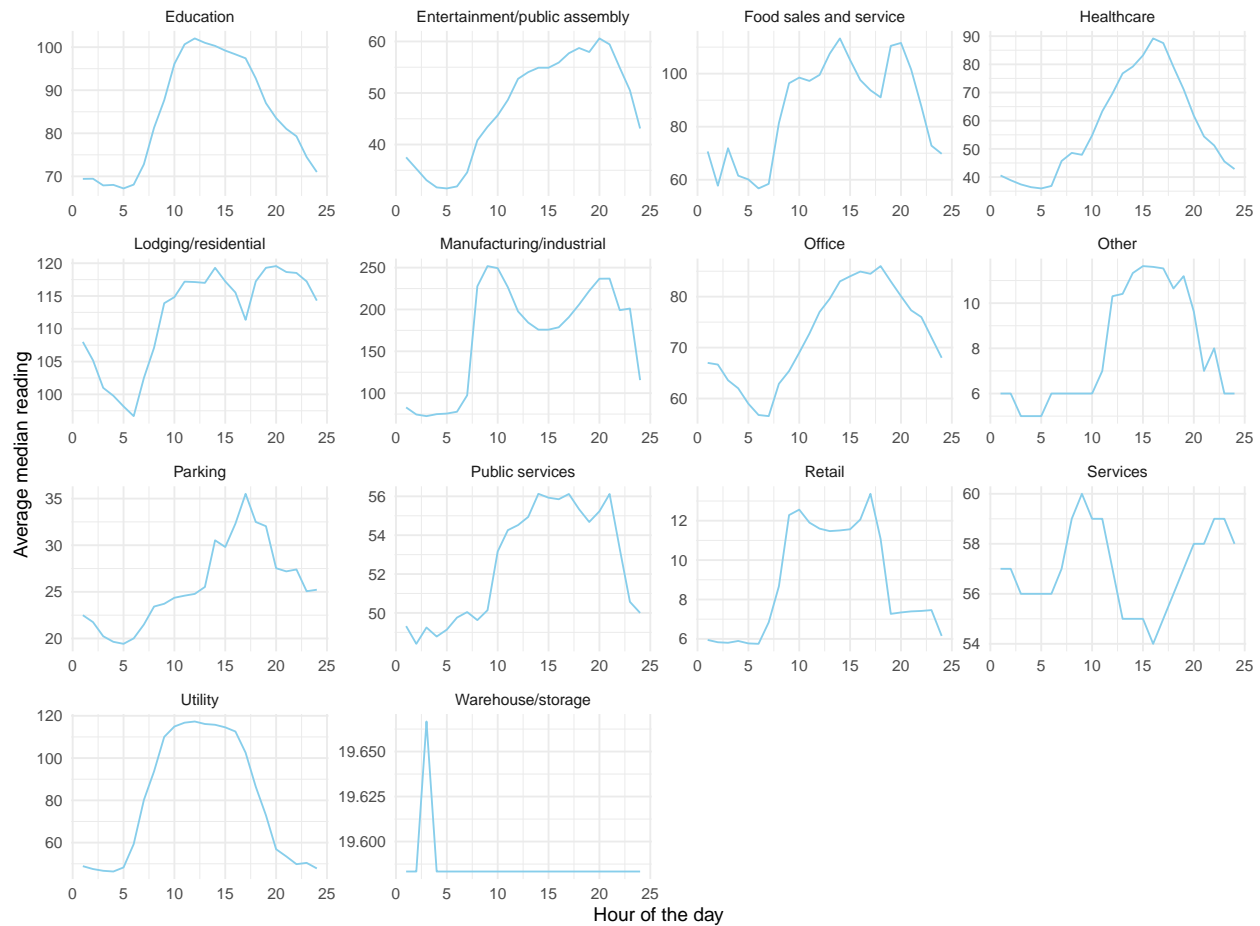 Education
Entertainment/public assembly
Food sales and service
Healthcare
100
90
80
70
0 5 10 15 20 25
60
50
40
0 5 10 15 20 25
100
80
60
0 5 10 15 20 25
90
80
70
60
50
40
0 5 10 15 20 25
Lodging/residential
Manufacturing/industrial
Office
Other
120
115
110
105
100
0 5 10 15 20 25
250
200
150
100
0 5 10 15 20 25
80
70
60
0 5 10 15 20 25
10
8
6
0 5 10 15 20 25
Average median reading
Parking
Public services
Retail
Services
35
30
25
20
0 5 10 15 20 25
56
54
52
50
0 5 10 15 20 25
12
10
8
6
0 5 10 15 20 25
60
58
56
54
0 5 10 15 20 25
Utility
Warehouse/storage
120
100
80
60
0 5 10 15 20 25
19.650
19.625
19.600
0 5 10 15 20 25
Hour of the day